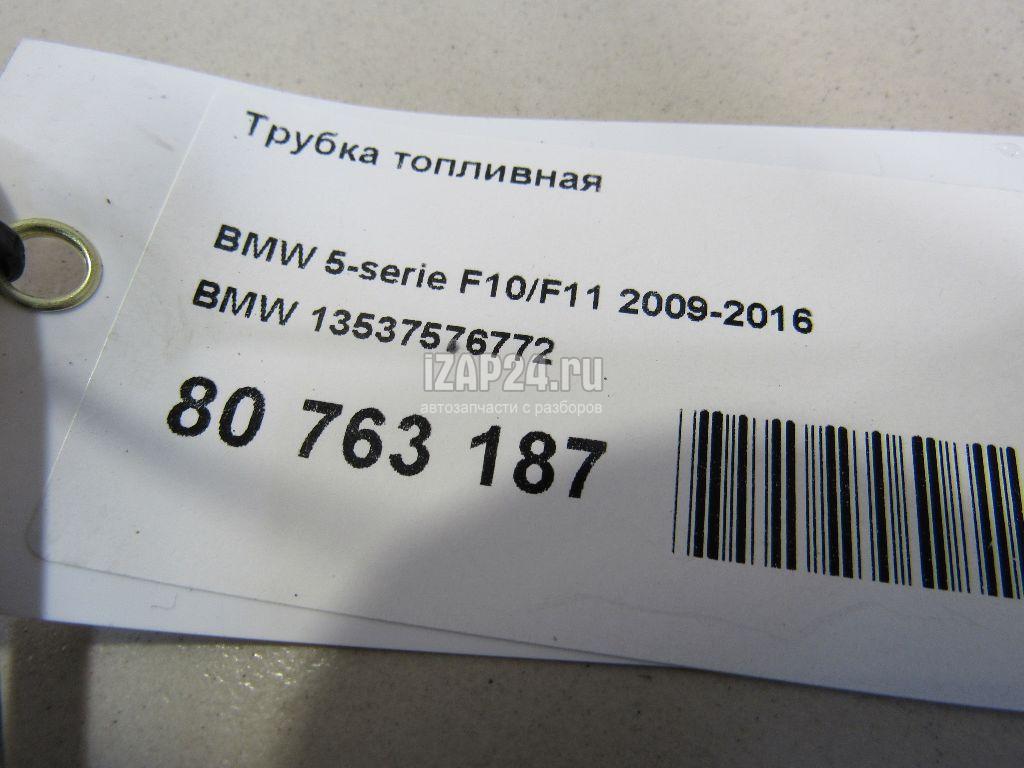 Трубка топливная
BMW 5-serie F10/F11 2009-2016
BMW 13537576772
iZAP24.ru
автозапчасти с разборов
80 763 187